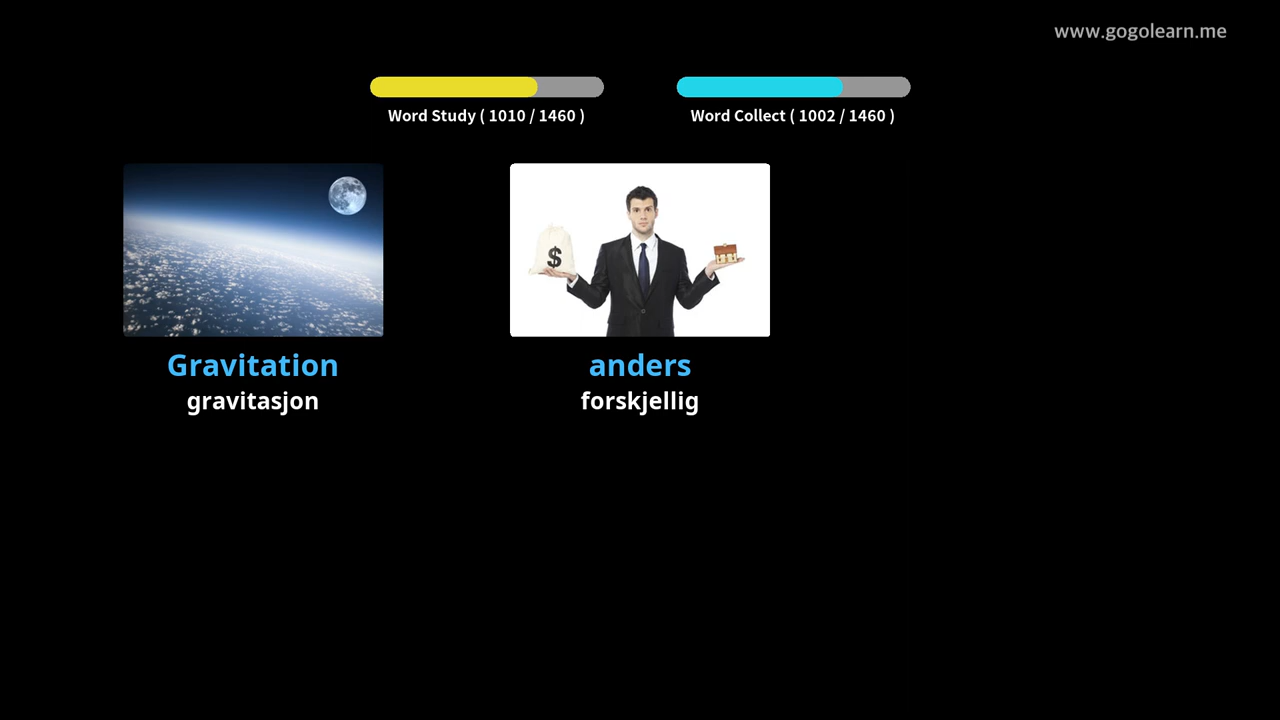 www.gogolearn.me
Word Study ( 1010 / 1460 )
Word Collect ( 1002 / 1460 )
$
Gravitation
gravitasjon
anders
forskjellig